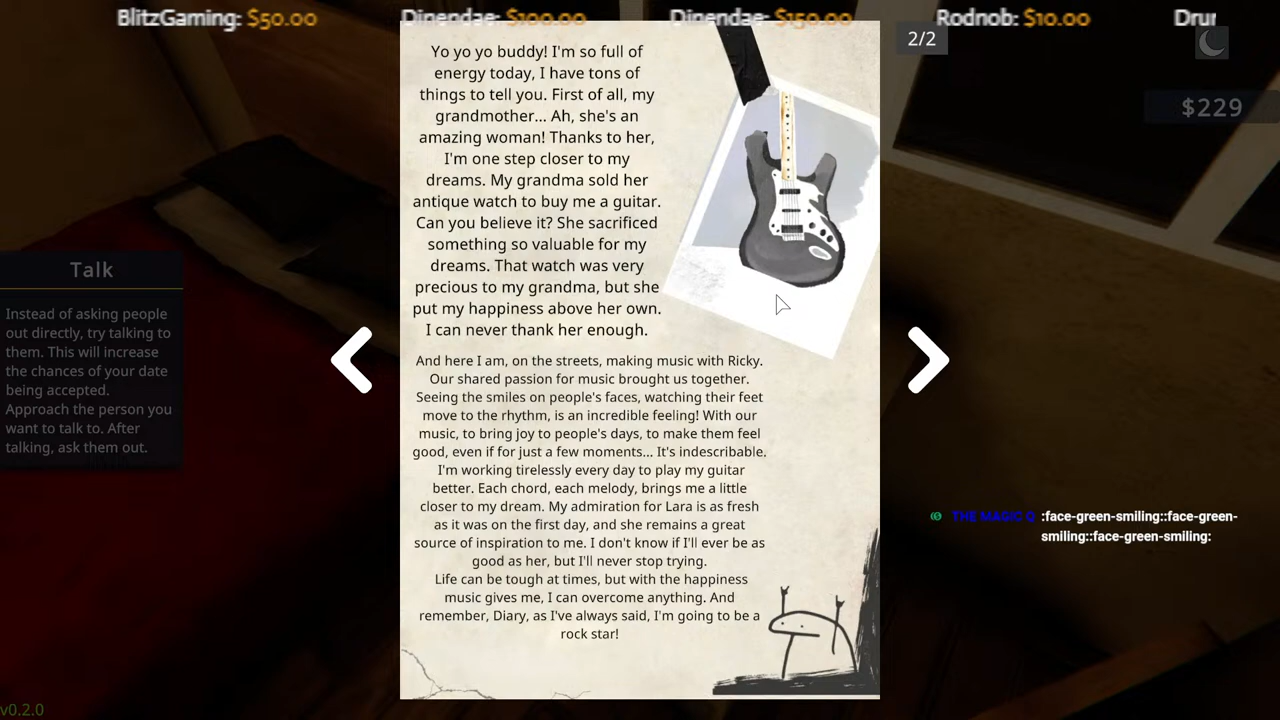 BlitzGaming: $50.00 Dinendae: $100.00 Dinendae: $150.00 Rodnob: $10.00
2/2
$229
Yo yo yo buddy! I'm so full of
energy today, I have tons of
things to tell you. First of all, my
grandmother... Ah, she's an
amazing woman! Thanks to her,
I'm one step closer to my
dreams. My grandma sold her
antique watch to buy me a guitar.
Can you believe it? She sacrificed
something so valuable for my
dreams. That watch was very
precious to my grandma, but she
put my happiness above her own.
I can never thank her enough.
And here I am, on the streets, making music with Ricky.
Our shared passion for music brought us together.
Seeing the smiles on people's faces, watching their feet
move to the rhythm, is an incredible feeling! With our
music, to bring joy to people's days, to make them feel
good, even if for just a few moments... It's indescribable.
I'm working tirelessly every day to play my guitar
better. Each chord, each melody, brings me a little
closer to my dream. My admiration for Lara is as fresh
as it was on the first day, and she remains a great
source of inspiration to me. I don't know if I'll ever be as
good as her, but I'll never stop trying.
Life can be tough at times, but with the happiness
music gives me, I can overcome anything. And
remember, Diary, as I've always said, I'm going to be a
rock star!
Talk
Instead of asking people
out directly, try talking to
them. This will increase
the chances of your date
being accepted.
Approach the person you
want to talk to. After
talking, ask them out.
THE MAGIC Q :face-green-smiling::face-green-
smiling::face-green-smiling:
v0.2.0